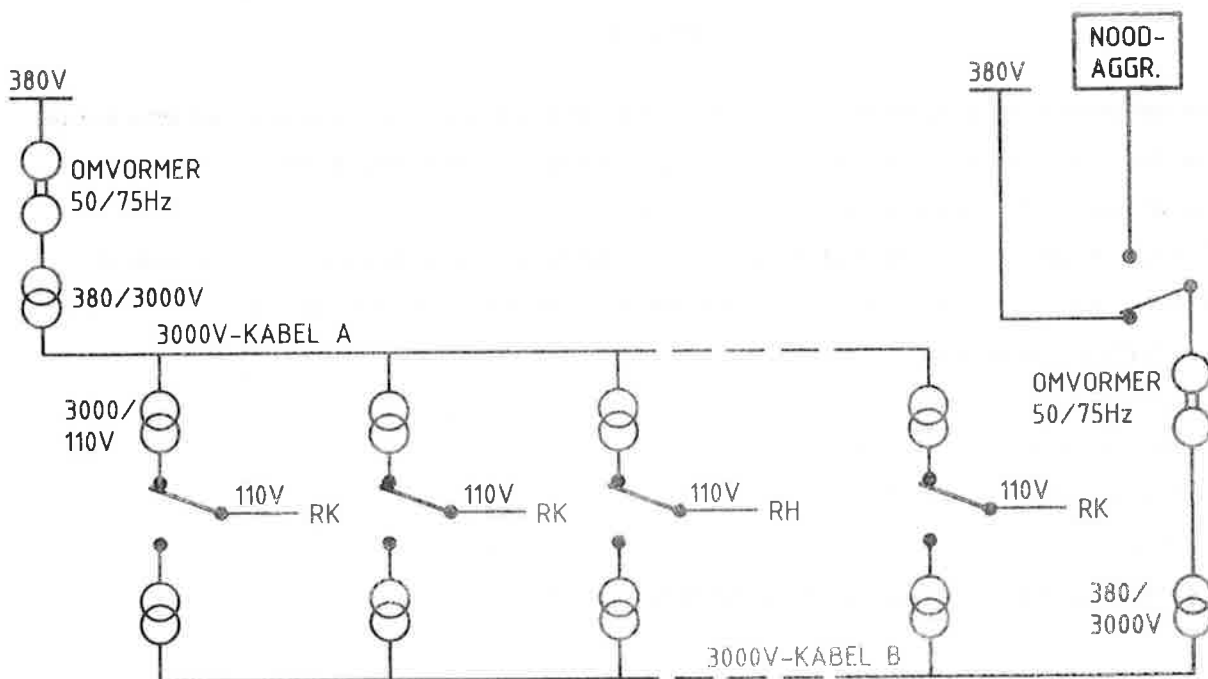 NOOD-
AGGR.
380V
380V
OMVORMER
50/75Hz
380/3000V
3000V-KABEL A
OMVORMER
50/75Hz
3000/
110V
110V
RK
110V
RK
110V
RH
110V
RK
380/
3000V
3000V-KABEL B